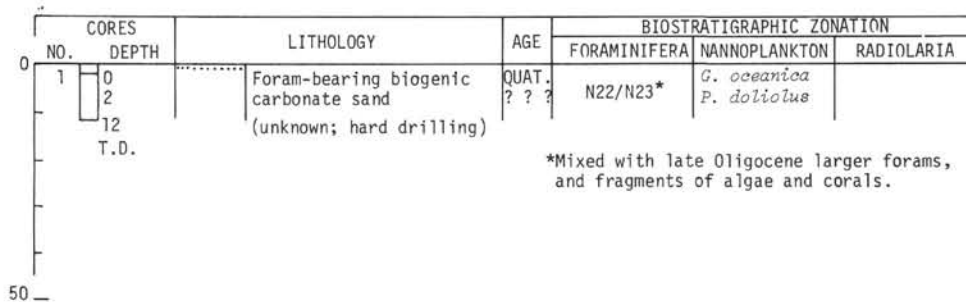 CORES LITHOLOGY AGE BIOSTRATIGRAPHIC ZONATION
NO. DEPTH FORAMINIFERA NANNOPLANKTON RADIOLARIA
0 1 0 Foram-bearing biogenic QUAT. N22/N23* G. oceanica
2 carbonate sand ? ? ? P. doliolus
12 (unknown; hard drilling)
T.D.
*Mixed with late Oligocene larger forams,
and fragments of algae and corals.
50